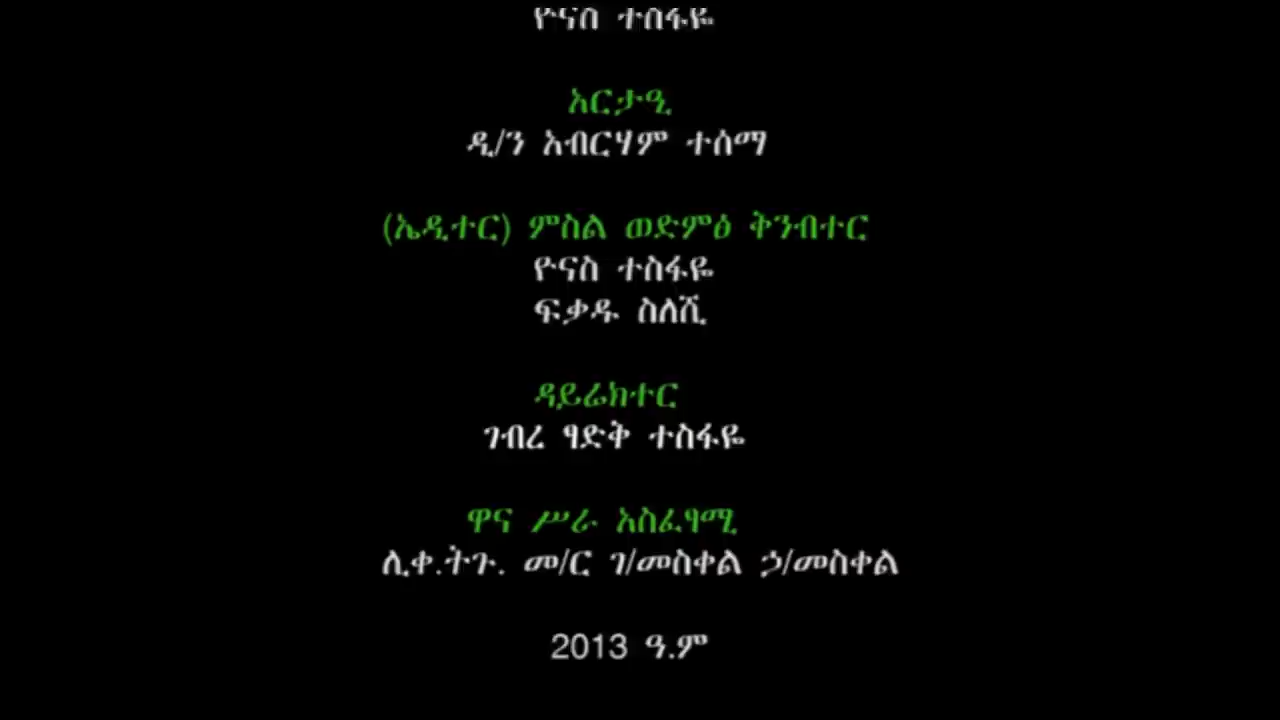 ዮናስ ተስፋዬ
አርታዒ
ዲ/ን አብርሃም ተሰማ
(ኤዲተር) ምስል ወድምፅ ቅንብተር
ዮናስ ተስፋዬ
ፍቃዱ ስለሺ
ዳይሬክተር
ገብረ ፃድቅ ተስፋዬ
ዋና ሥራ አስፈፃሚ
ሊቀ.ትጉ. መ/ር ገ/መስቀል ኃ/መስቀል
2013 ዓ.ም